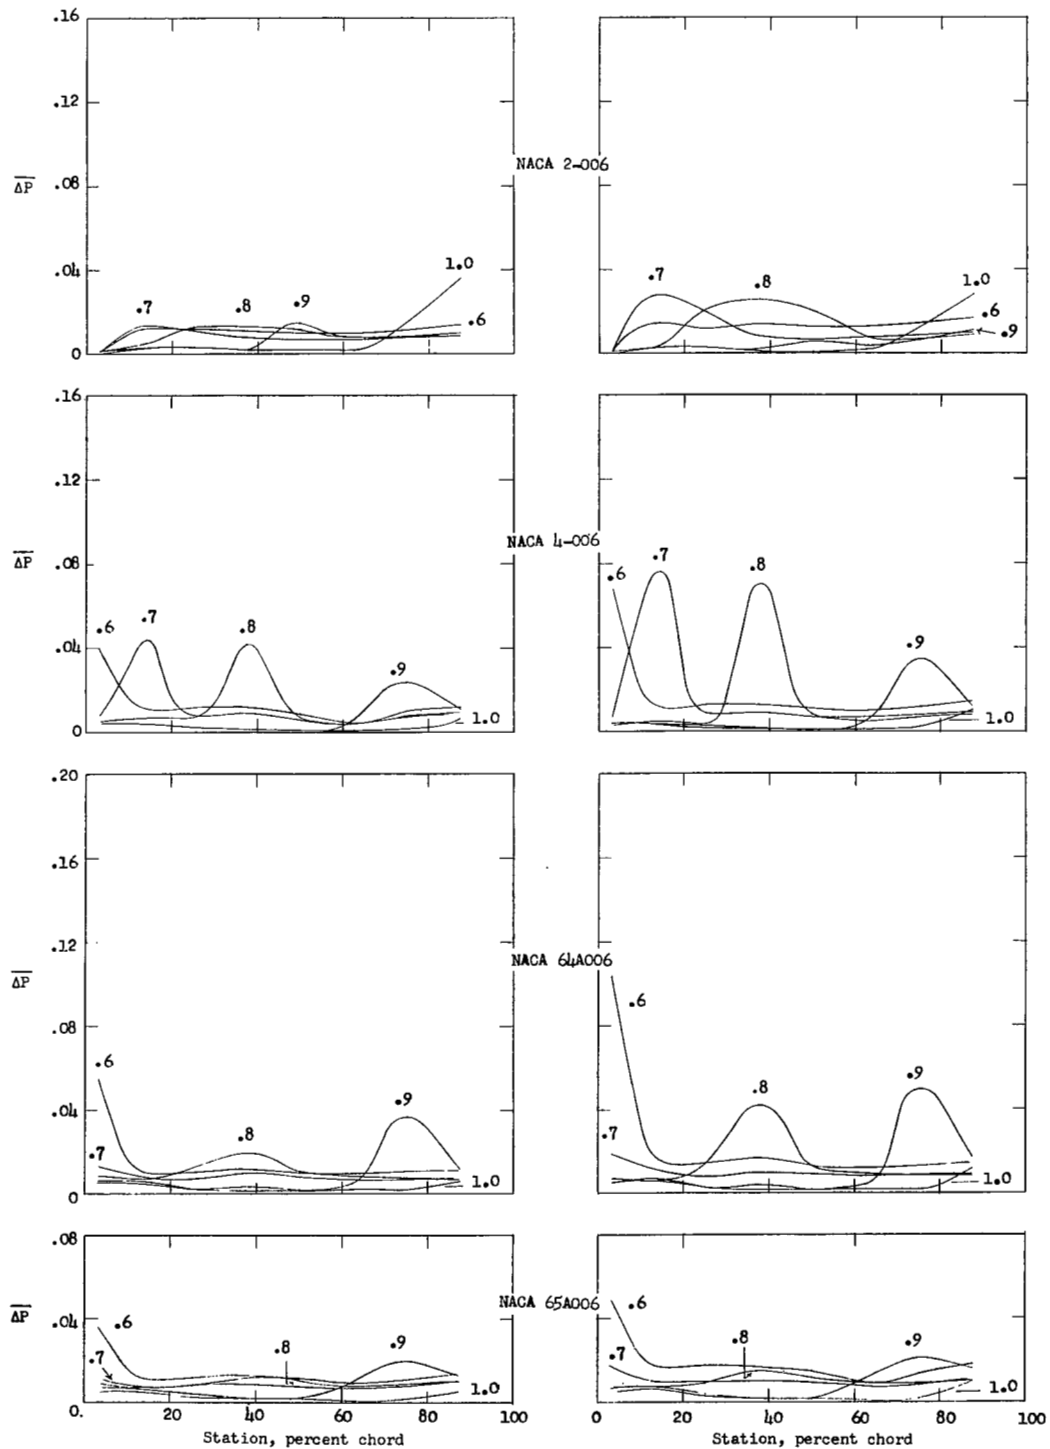 .16
.12
NACA 2-006
ΔP .08
.04 1.0 .7 .8 1.0
.7 .8 .9 .6 .6
0 .9
.16
.12
ΔP .08 NACA 4-006 .7 .8
.6
.6 .7 .8
.04 .9 .9
0 1.0 1.0
.20
.16
.12
NACA 64A006
ΔP
.6
.08
.6 .8 .9
.04 .9
.7 .8 .7
0 1.0 1.0
.08
ΔP .04 .6 NACA 65A006 .6
.7 .8 .9 .7 .8 .9
1.0 1.0
0. 20 40 60 80 100 0 20 40 60 80 100
Station, percent chord Station, percent chord